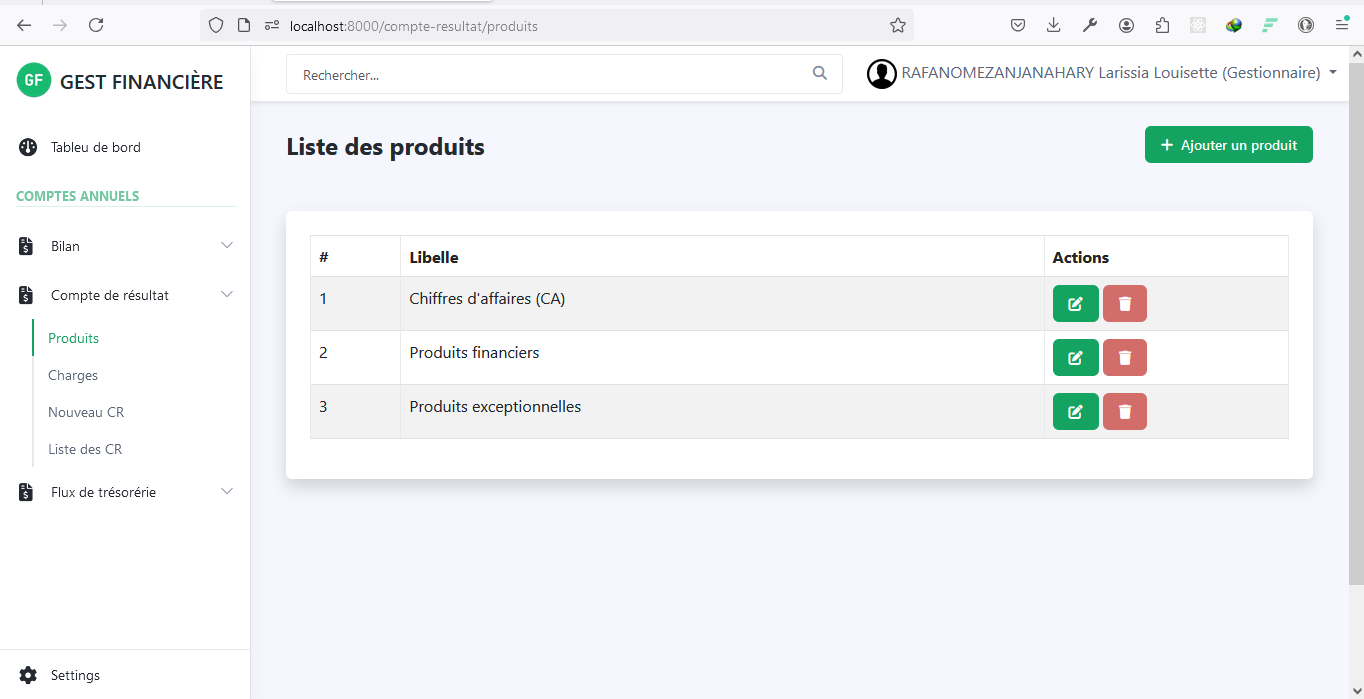 localhost:8000/compte-resultat/produits
GF GEST FINANCIÈRE
Rechercher...
RAFANOMEZANJANAHARY Larissia Louisette (Gestionnaire)
Tableu de bord
COMPTES ANNUELS
Bilan
Compte de résultat
Produits
Charges
Nouveau CR
Liste des CR
Flux de trésorérie
Settings
Liste des produits
+ Ajouter un produit
# Libelle Actions
1 Chiffres d'affaires (CA)
2 Produits financiers
3 Produits exceptionnelles